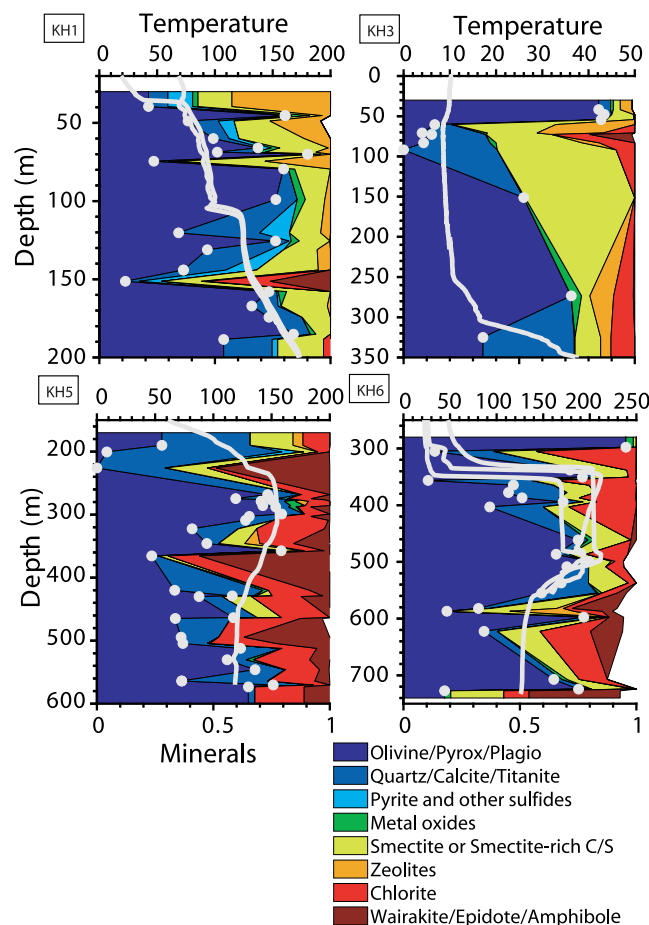 KH1
Temperature
0 50 100 150 200
50
100
150
200
Depth (m)
KH3
Temperature
0 10 20 30 40 50
0
50
100
150
200
250
300
350
KH5
0 50 100 150 200
200
300
400
500
600
Depth (m)
0 0.5 1
Minerals
KH6
0 50 100 150 200 250
300
400
500
600
700
0 0.5 1
Olivine/Pyrox/Plagio
Quartz/Calcite/Titanite
Pyrite and other sulfides
Metal oxides
Smectite or Smectite-rich C/S
Zeolites
Chlorite
Wairakite/Epidote/Amphibole